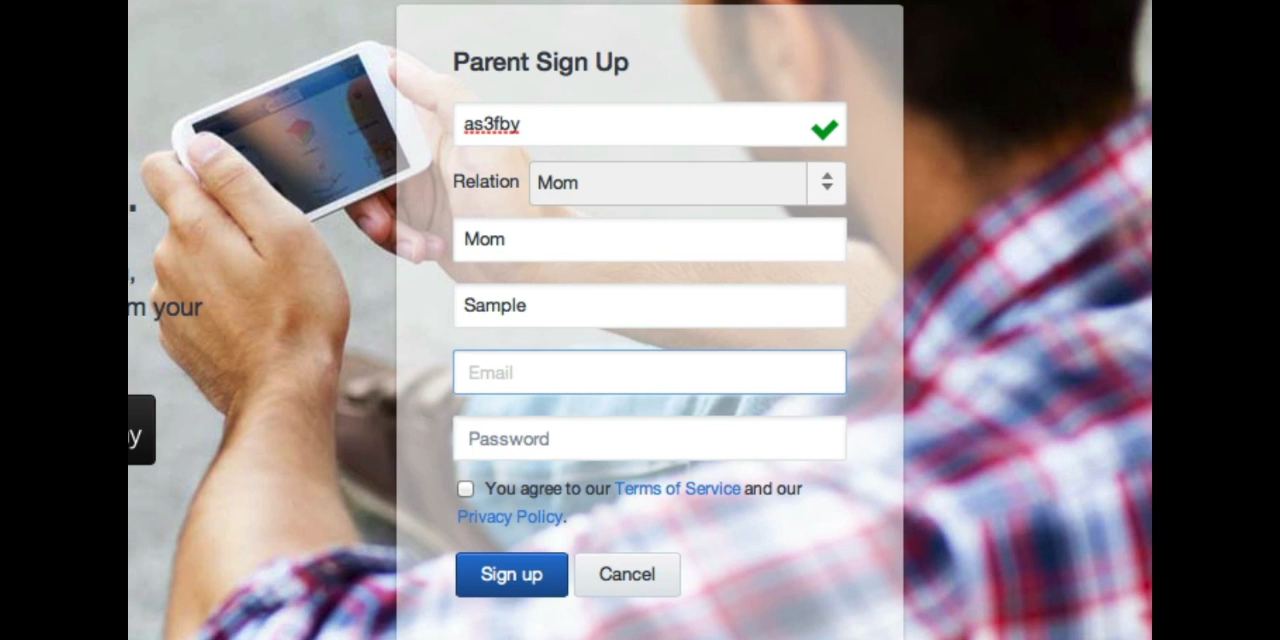 Parent Sign Up
as3fby
Relation Mom
Mom
Sample
Email
Password
You agree to our Terms of Service and our
Privacy Policy.
Sign up Cancel
your